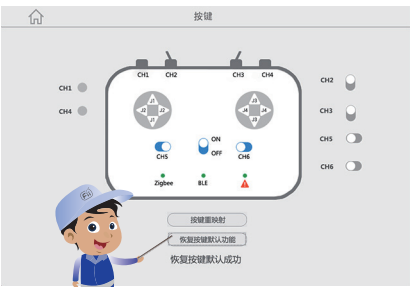 按键
CH1 CH2 CH3 CH4
CH1
CH4
CH2
CH3
CH5
CH6
J1
J2 J2
J1
J3
J4 J4
J3
ON
OFF
CH5 CH6
Zigbee BLE
Fii
按键重映射
恢复按键默认功能
恢复按键默认成功